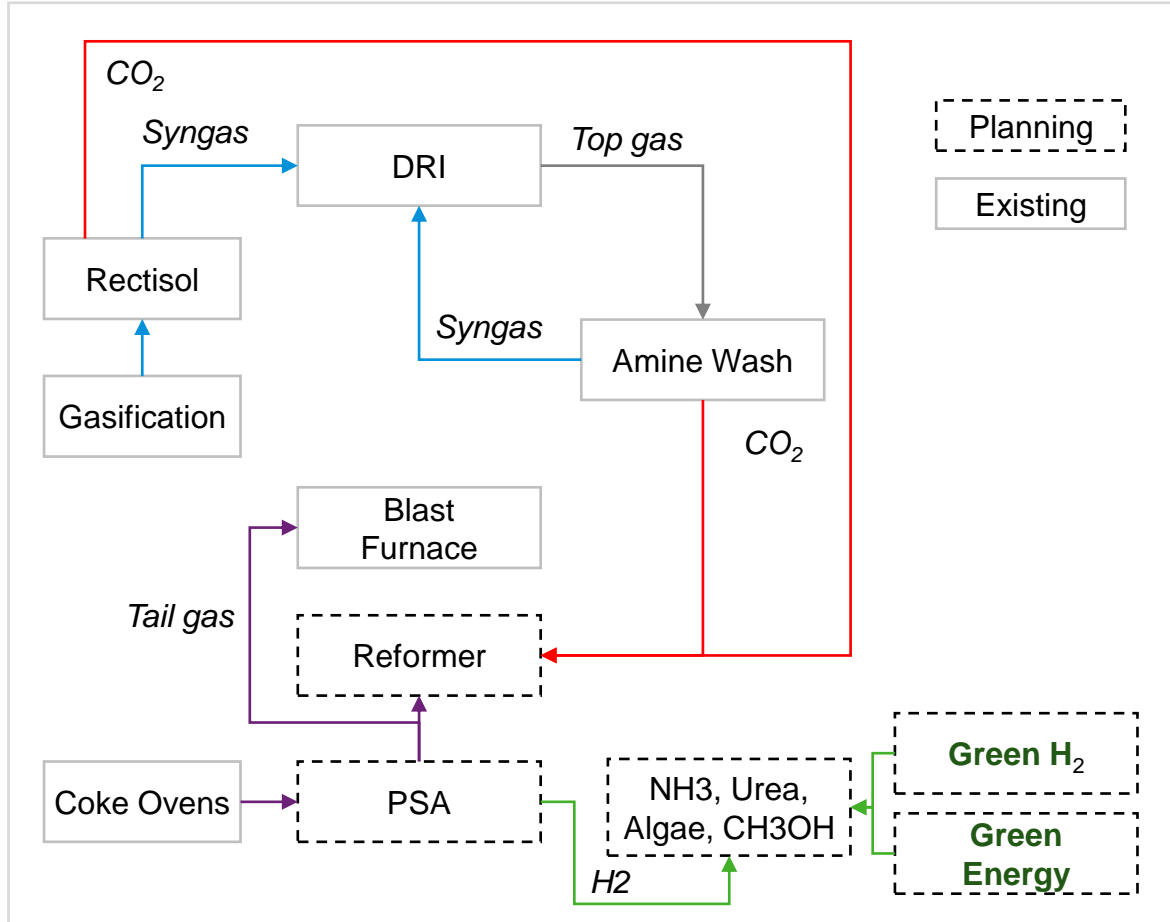 CO₂
Syngas
DRI
Top gas
Planning
Existing
Rectisol
Syngas
Amine Wash
Gasification
CO₂
Blast
Furnace
Tail gas
Reformer
Coke Ovens
PSA
H2
NH3, Urea,
Algae, CH3OH
Green H₂
Green
Energy